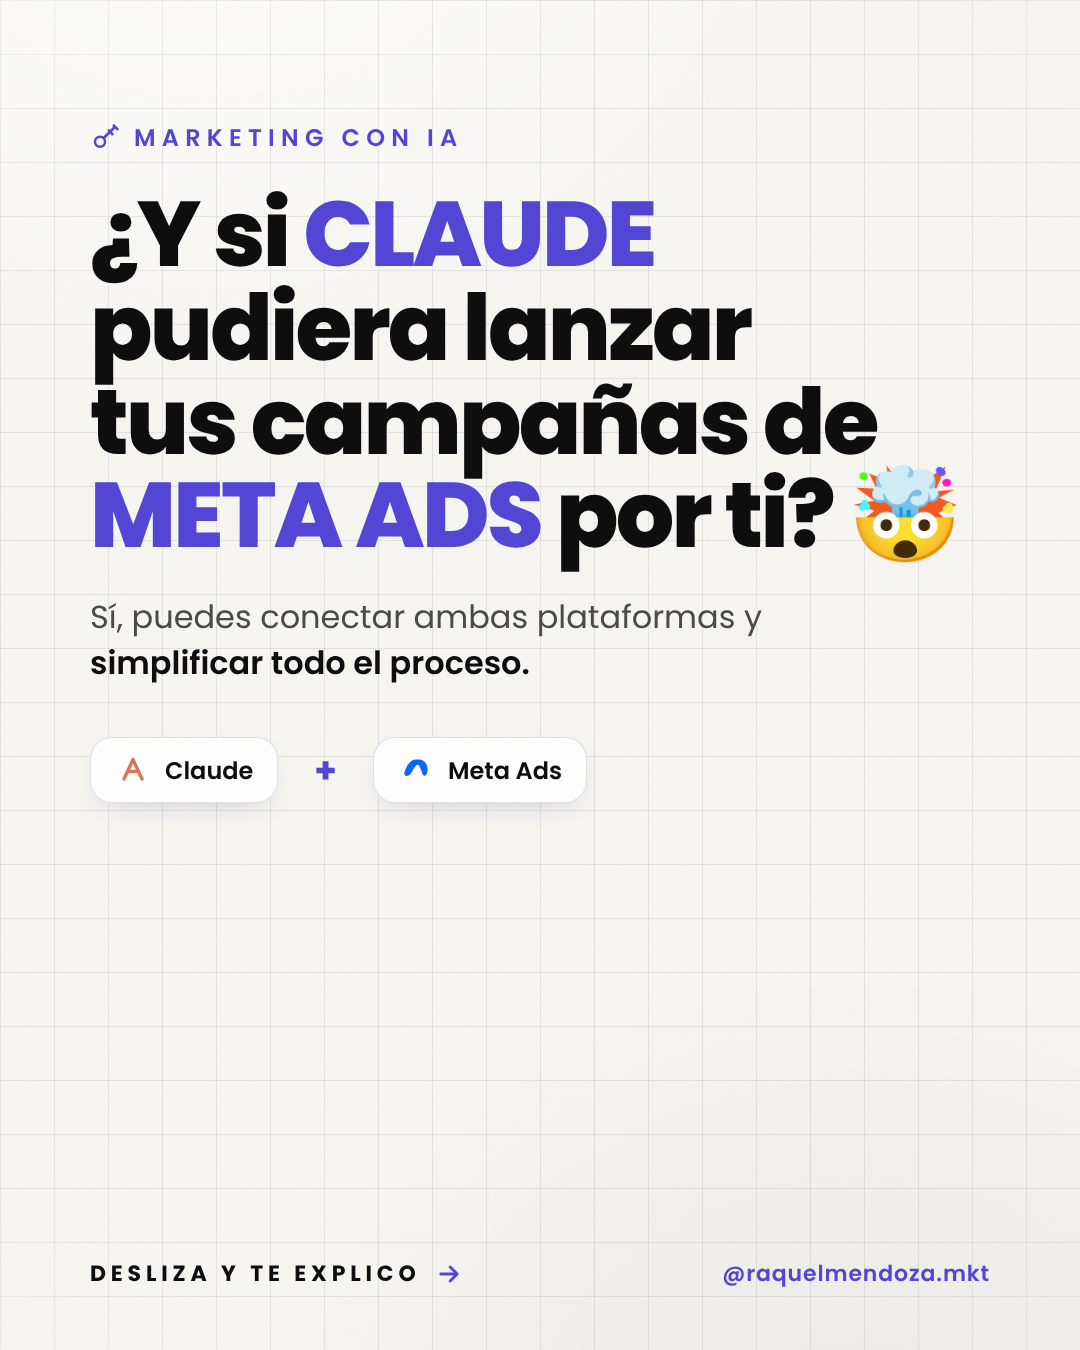 MARKETING CON IA
¿Y si CLAUDE
pudiera lanzar
tus campañas de
META ADS por ti? 🤯
Sí, puedes conectar ambas plataformas y
simplificar todo el proceso.
Claude + Meta Ads
DESLIZA Y TE EXPLICO →
@raquelmendoza.mkt